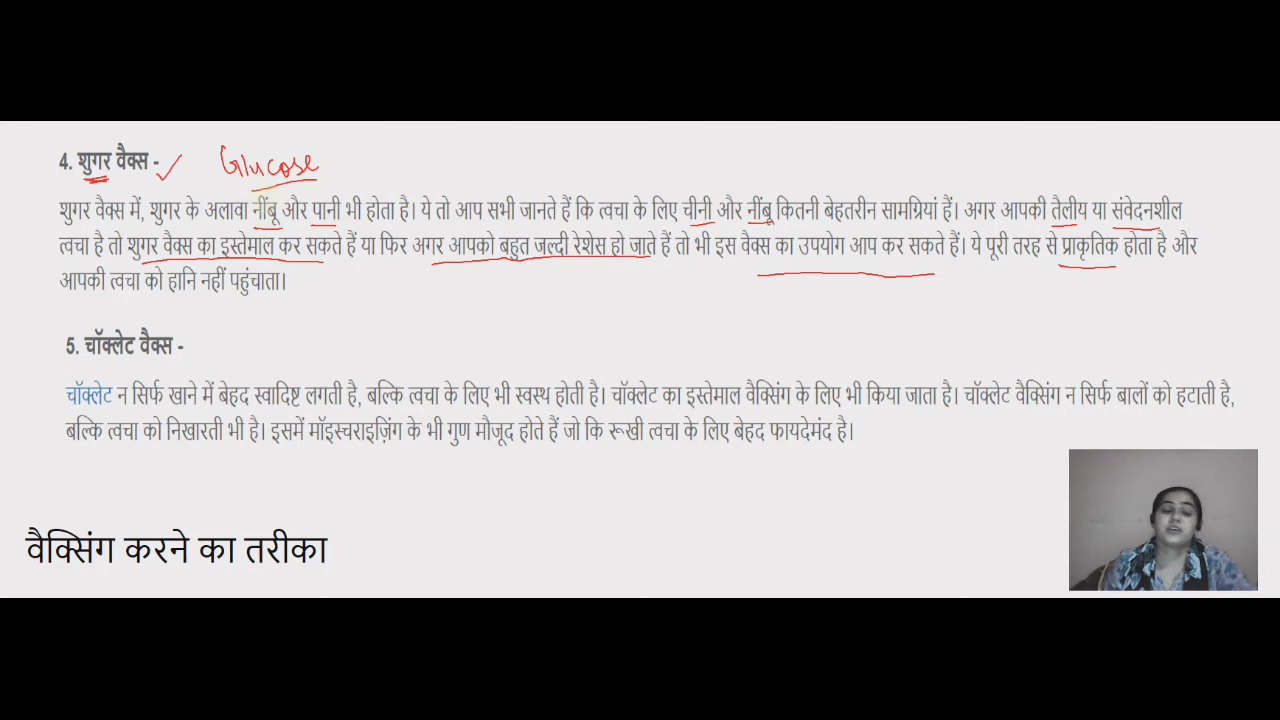 4. शुगर वैक्स - Glucose
शुगर वैक्स में, शुगर के अलावा नींबू और पानी भी होता है। ये तो आप सभी जानते हैं कि त्वचा के लिए चीनी और नींबू कितनी बेहतरीन सामग्रियां हैं। अगर आपकी तैलीय या संवेदनशील
त्वचा है तो शुगर वैक्स का इस्तेमाल कर सकते हैं या फिर अगर आपको बहुत जल्दी रेशेस हो जाते हैं तो भी इस वैक्स का उपयोग आप कर सकते हैं। ये पूरी तरह से प्राकृतिक होता है और
आपकी त्वचा को हानि नहीं पहुंचाता।
5. चॉक्लेट वैक्स -
चॉक्लेट न सिर्फ खाने में बेहद स्वादिष्ट लगती है, बल्कि त्वचा के लिए भी स्वस्थ होती है। चॉक्लेट का इस्तेमाल वैक्सिंग के लिए भी किया जाता है। चॉक्लेट वैक्सिंग न सिर्फ बालों को हटाती है,
बल्कि त्वचा को निखारती भी है। इसमें मॉइस्चराइज़िंग के भी गुण मौजूद होते हैं जो कि रूखी त्वचा के लिए बेहद फायदेमंद है।
वैक्सिंग करने का तरीका